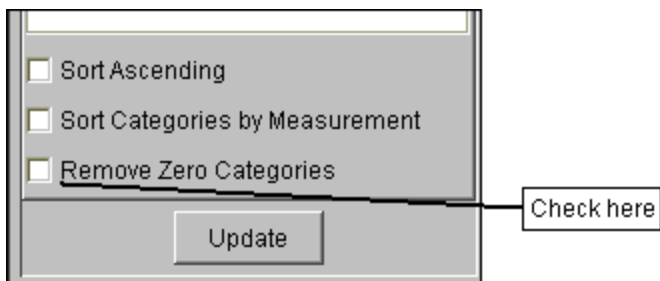 Sort Ascending
Sort Categories by Measurement
Remove Zero Categories
Check here
Update